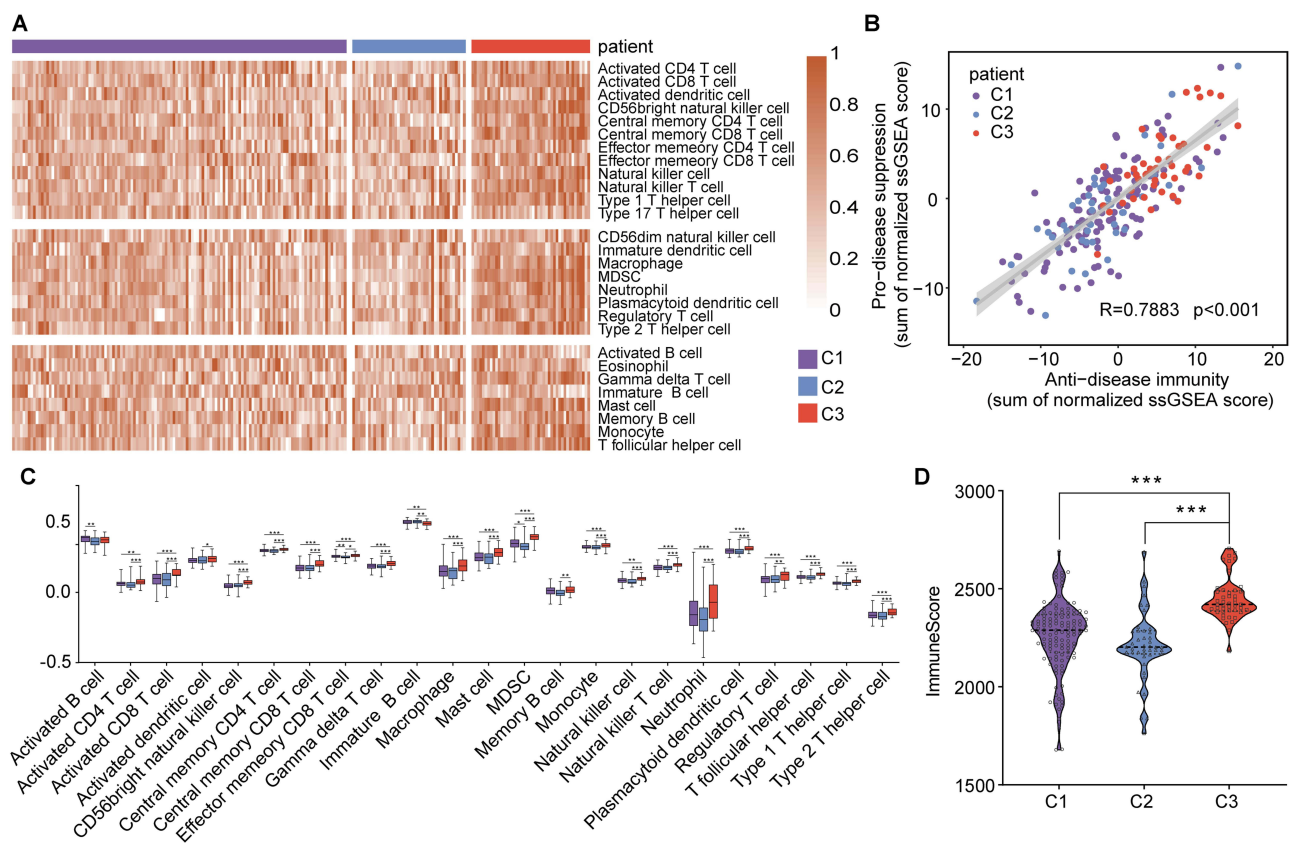 A
patient
Activated CD4 T cell
Activated CD8 T cell
Activated dendritic cell
CD56bright natural killer cell
Central memory CD4 T cell
Central memory CD8 T cell
Effector memeory CD4 T cell
Effector memeory CD8 T cell
Natural killer cell
Natural killer T cell
Type 1 T helper cell
Type 17 T helper cell
CD56dim natural killer cell
Immature dendritic cell
Macrophage
MDSC
Neutrophil
Plasmacytoid dendritic cell
Regulatory T cell
Type 2 T helper cell
Activated B cell
Eosinophil
Gamma delta T cell
Immature  B cell
Mast cell
Memory B cell
Monocyte
T follicular helper cell
1
0.8
0.6
0.4
0.2
0
C1
C2
C3
B
Pro−disease suppression
(sum of normalized ssGSEA score)
patient
C1
C2
C3
10
0
−10
R=0.7883 p<0.001
−20 −10 0 10 20
Anti−disease immunity
(sum of normalized ssGSEA score)
C
0.5
0.0
-0.5
** ** *** *** *** * *** *** *** *** *** *** *** ** *** *** *** ** ** *** *** *** *** * *** *** ** *** *** ** *** *** *** *** *** *** *** *** ** *** *** *** *** *** ***
Activated B cell
Activated CD4 T cell
Activated CD8 T cell
Activated dendritic cell
CD56bright natural killer cell
Central memory CD4 T cell
Central memory CD8 T cell
Effector memeory CD8 T cell
Gamma delta T cell
Immature  B cell
Macrophage
Mast cell
MDSC
Memory B cell
Monocyte
Natural killer cell
Natural killer T cell
Neutrophil
Plasmacytoid dendritic cell
Regulatory T cell
T follicular helper cell
Type 1 T helper cell
Type 2 T helper cell
D
ImmuneScore
3000
2500
2000
1500
***
***
C1 C2 C3